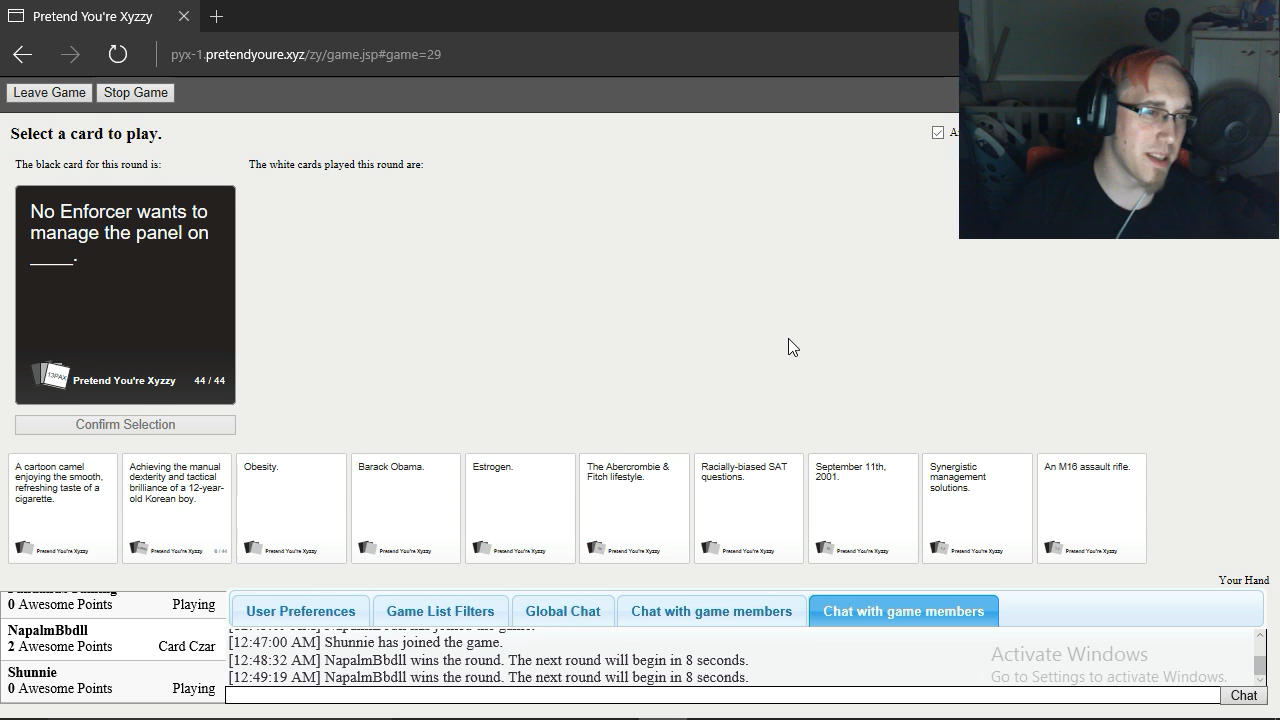 Pretend You're Xyzzy
pyx-1.pretendyoure.xyz/zy/game.jsp#game=29
Leave Game
Stop Game
Select a card to play.
The black card for this round is:
The white cards played this round are:
No Enforcer wants to
manage the panel on
_____.
13PAX
Pretend You're Xyzzy
44 / 44
Confirm Selection
A cartoon camel
enjoying the smooth,
refreshing taste of a
cigarette.
Pretend You're Xyzzy
Achieving the manual
dexterity and tactical
brilliance of a 12-year-
old Korean boy.
Pretend You're Xyzzy
Obesity.
Pretend You're Xyzzy
Barack Obama.
Pretend You're Xyzzy
Estrogen.
Pretend You're Xyzzy
The Abercrombie &
Fitch lifestyle.
Pretend You're Xyzzy
Racially-biased SAT
questions.
Pretend You're Xyzzy
September 11th,
2001.
Pretend You're Xyzzy
Synergistic
management
solutions.
Pretend You're Xyzzy
An M16 assault rifle.
Pretend You're Xyzzy
Your Hand
0 Awesome Points Playing
NapalmBbdll
2 Awesome Points Card Czar
Shunnie
0 Awesome Points Playing
User Preferences
Game List Filters
Global Chat
Chat with game members
Chat with game members
[12:47:00 AM] Shunnie has joined the game.
[12:48:32 AM] NapalmBbdll wins the round. The next round will begin in 8 seconds.
[12:49:19 AM] NapalmBbdll wins the round. The next round will begin in 8 seconds.
Activate Windows
Go to Settings to activate Windows.
Chat